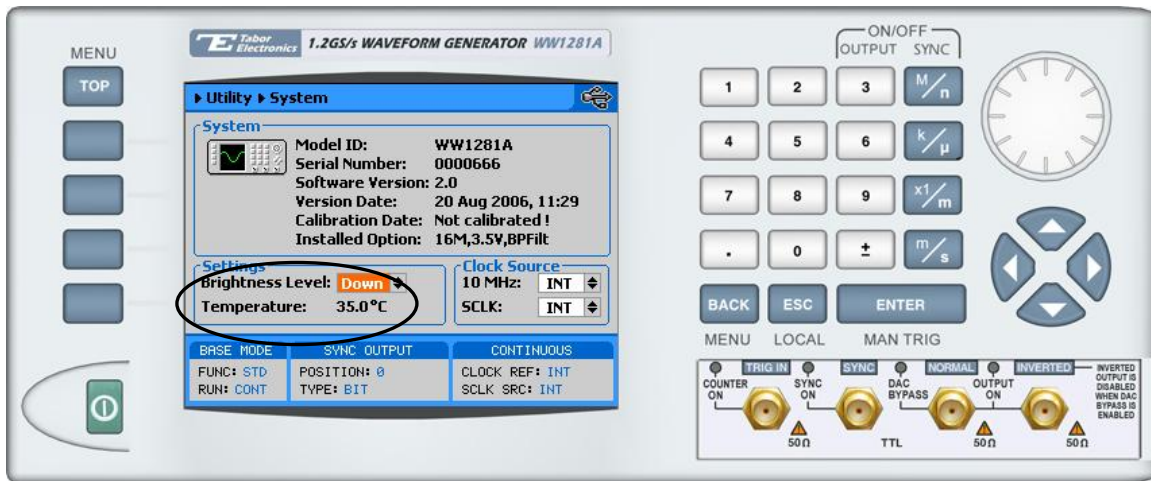 MENU
TOP
Tabor Electronics 1.2GS/s WAVEFORM GENERATOR WW1281A
Utility System
System
Model ID: WW1281A
Serial Number: 0000666
Software Version: 2.0
Version Date: 20 Aug 2006, 11:29
Calibration Date: Not calibrated !
Installed Option: 16M,3.5V,BPFilt
Settings
Brightness Level: Down
Temperature: 35.0°C
Clock Source
10 MHz: INT
SCLK: INT
BASE MODE
FUNC: STD
RUN: CONT
SYNC OUTPUT
POSITION: 0
TYPE: BIT
CONTINUOUS
CLOCK REF: INT
SCLK SRC: INT
ON/OFF
OUTPUT SYNC
1 2 3 M/n
4 5 6 k/µ
7 8 9 x1/m
. 0 ± m/s
BACK ESC ENTER
MENU LOCAL MAN TRIG
TRIG IN SYNC NORMAL INVERTED
COUNTER ON
SYNC ON
DAC BYPASS
OUTPUT ON
INVERTED
OUTPUT IS
DISABLED
WHEN DAC
BYPASS IS
ENABLED
50Ω TTL 50Ω 50Ω